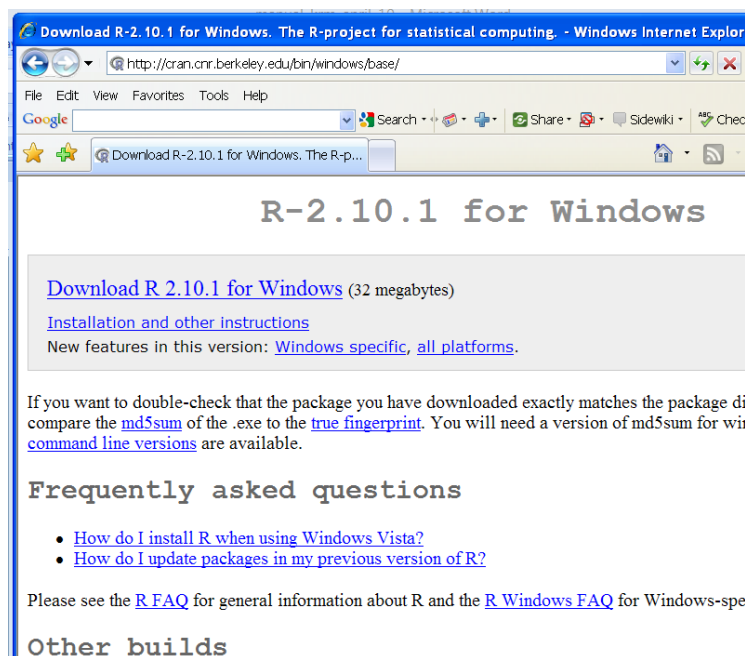 Download R-2.10.1 for Windows. The R-project for statistical computing. - Windows Internet Explor
http://cran.cnr.berkeley.edu/bin/windows/base/
File Edit View Favorites Tools Help
Google Search Share Sidewiki ABC Chec
Download R-2.10.1 for Windows. The R-p...
R-2.10.1 for Windows
Download R 2.10.1 for Windows (32 megabytes)
Installation and other instructions
New features in this version: Windows specific, all platforms.
If you want to double-check that the package you have downloaded exactly matches the package di
compare the md5sum of the .exe to the true fingerprint. You will need a version of md5sum for wi
command line versions are available.
Frequently asked questions
• How do I install R when using Windows Vista?
• How do I update packages in my previous version of R?
Please see the R FAQ for general information about R and the R Windows FAQ for Windows-spe
Other builds